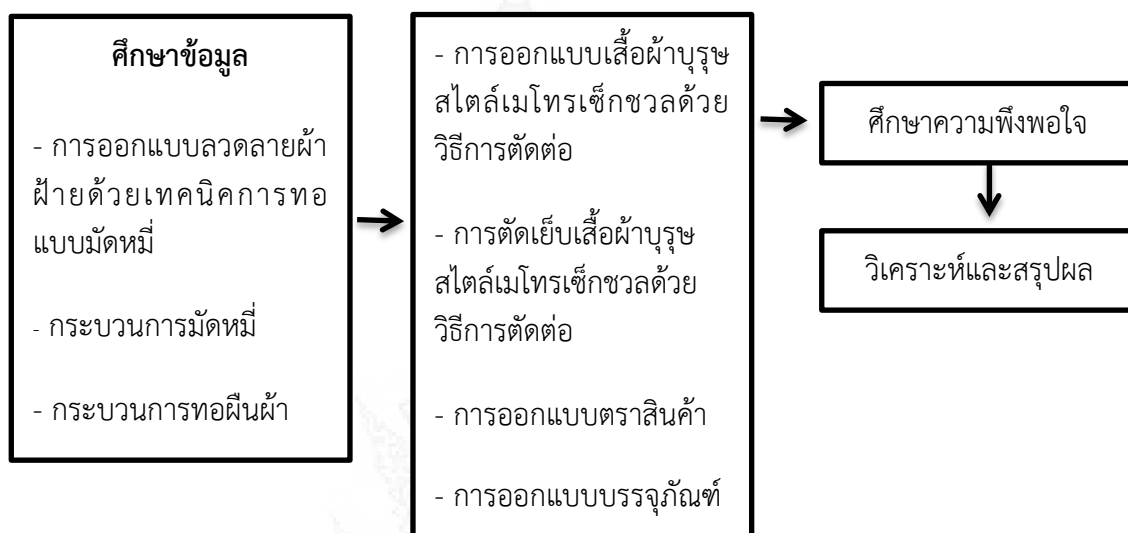 ศึกษาข้อมูล
- การออกแบบลวดลายผ้า
ฝ้ายด้วยเทคนิคการทอ
แบบมัดหมี่
- กระบวนการมัดหมี่
- กระบวนการทอผืนผ้า
- การออกแบบเสื้อผ้าบุรุษ
สไตล์เมโทรเซ็กชวลด้วย
วิธีการตัดต่อ
- การตัดเย็บเสื้อผ้าบุรุษ
สไตล์เมโทรเซ็กชวลด้วย
วิธีการตัดต่อ
- การออกแบบตราสินค้า
- การออกแบบบรรจุภัณฑ์
ศึกษาความพึงพอใจ
วิเคราะห์และสรุปผล